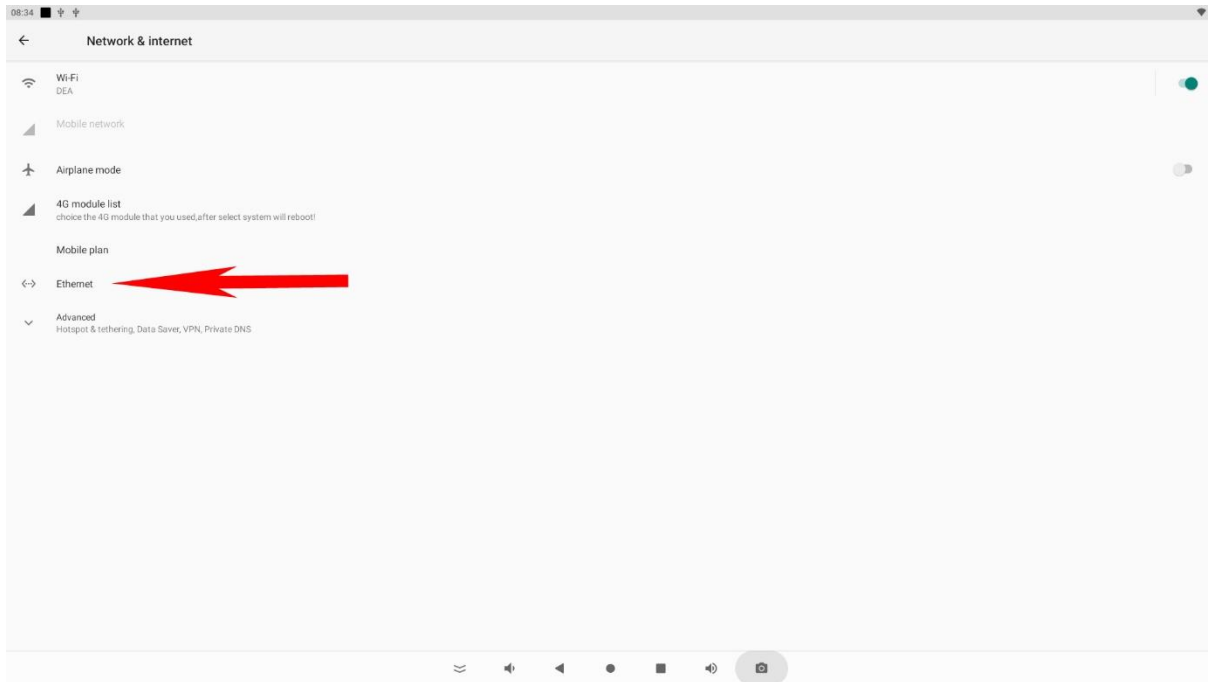 08:34
Network & internet
Wi-Fi
DEA
Mobile network
Airplane mode
4G module list
choice the 4G module that you used,after select system will reboot!
Mobile plan
Ethernet
Advanced
Hotspot & tethering, Data Saver, VPN, Private DNS